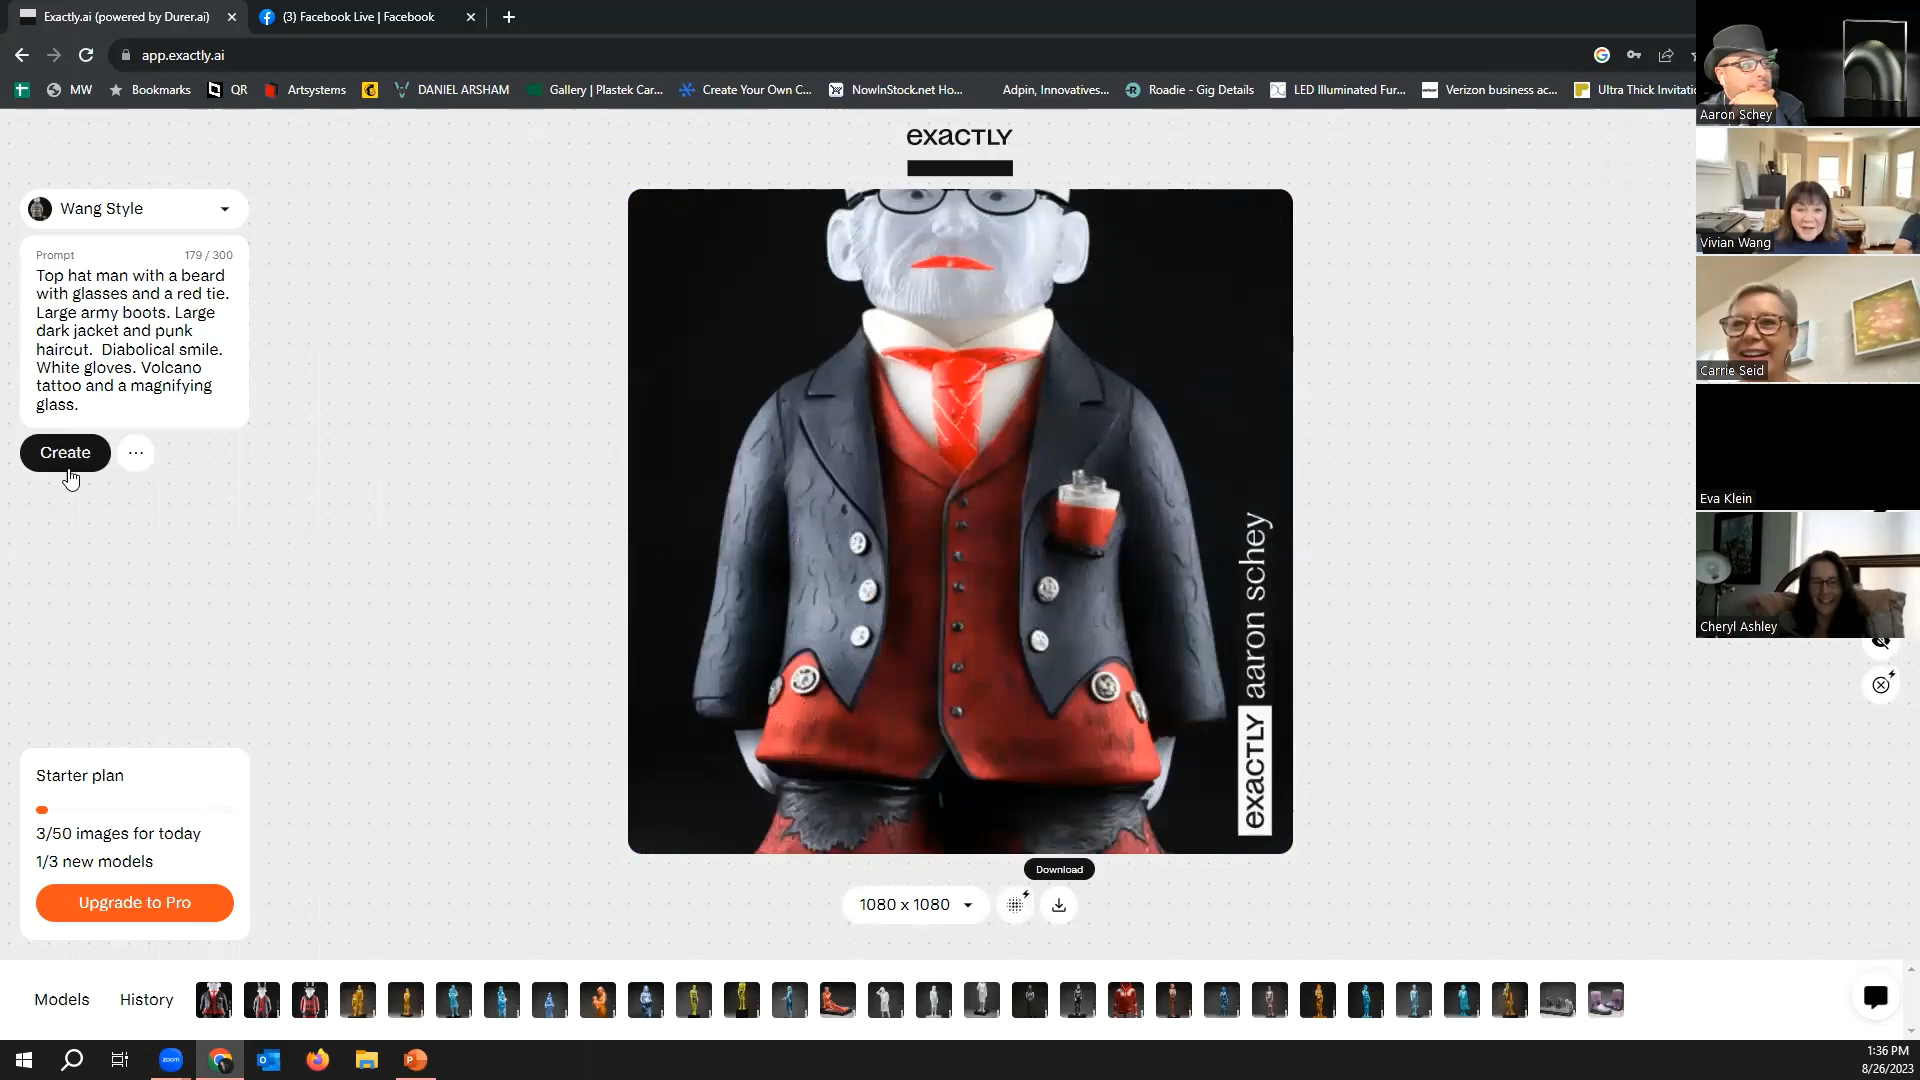 Exactly.ai (powered by Durer.ai)
(3) Facebook Live | Facebook
app.exactly.ai
MW
Bookmarks
QR
Artsystems
DANIEL ARSHAM
Gallery | Plastek Car...
Create Your Own C...
NowInStock.net Ho...
Adpin, Innovatives...
Roadie - Gig Details
LED Illuminated Fur...
Verizon business ac...
Ultra Thick Invitatio
Aaron Schey
Vivian Wang
Carrie Seid
Eva Klein
Cheryl Ashley
exactly
Wang Style
Prompt
179 / 300
Top hat man with a beard
with glasses and a red tie.
Large army boots. Large
dark jacket and punk
haircut.  Diabolical smile.
White gloves. Volcano
tattoo and a magnifying
glass.
Create
exactly aaron schey
Starter plan
3/50 images for today
1/3 new models
Upgrade to Pro
Download
1080 x 1080
Models
History
zoom
1:36 PM
8/26/2023